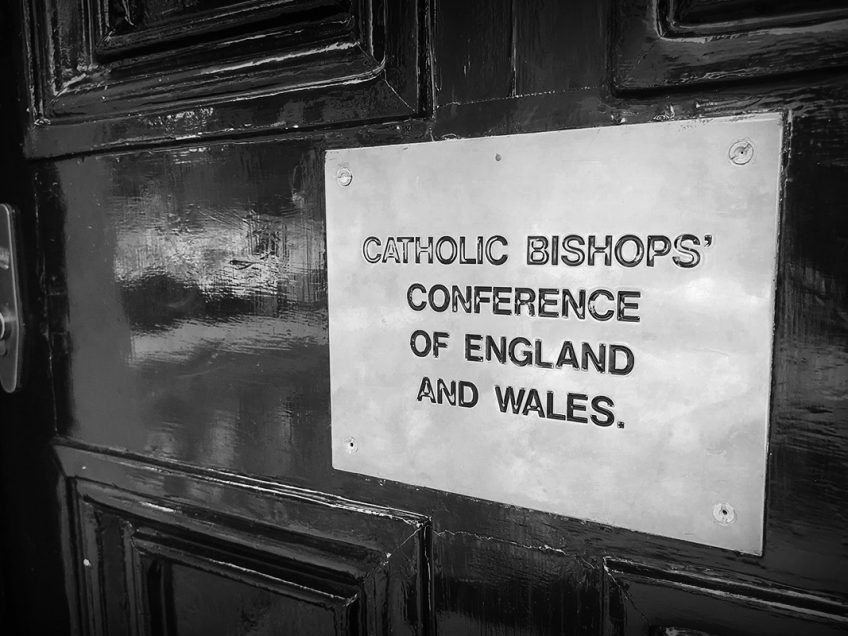 CATHOLIC BISHOPS'
CONFERENCE
OF ENGLAND
AND WALES.